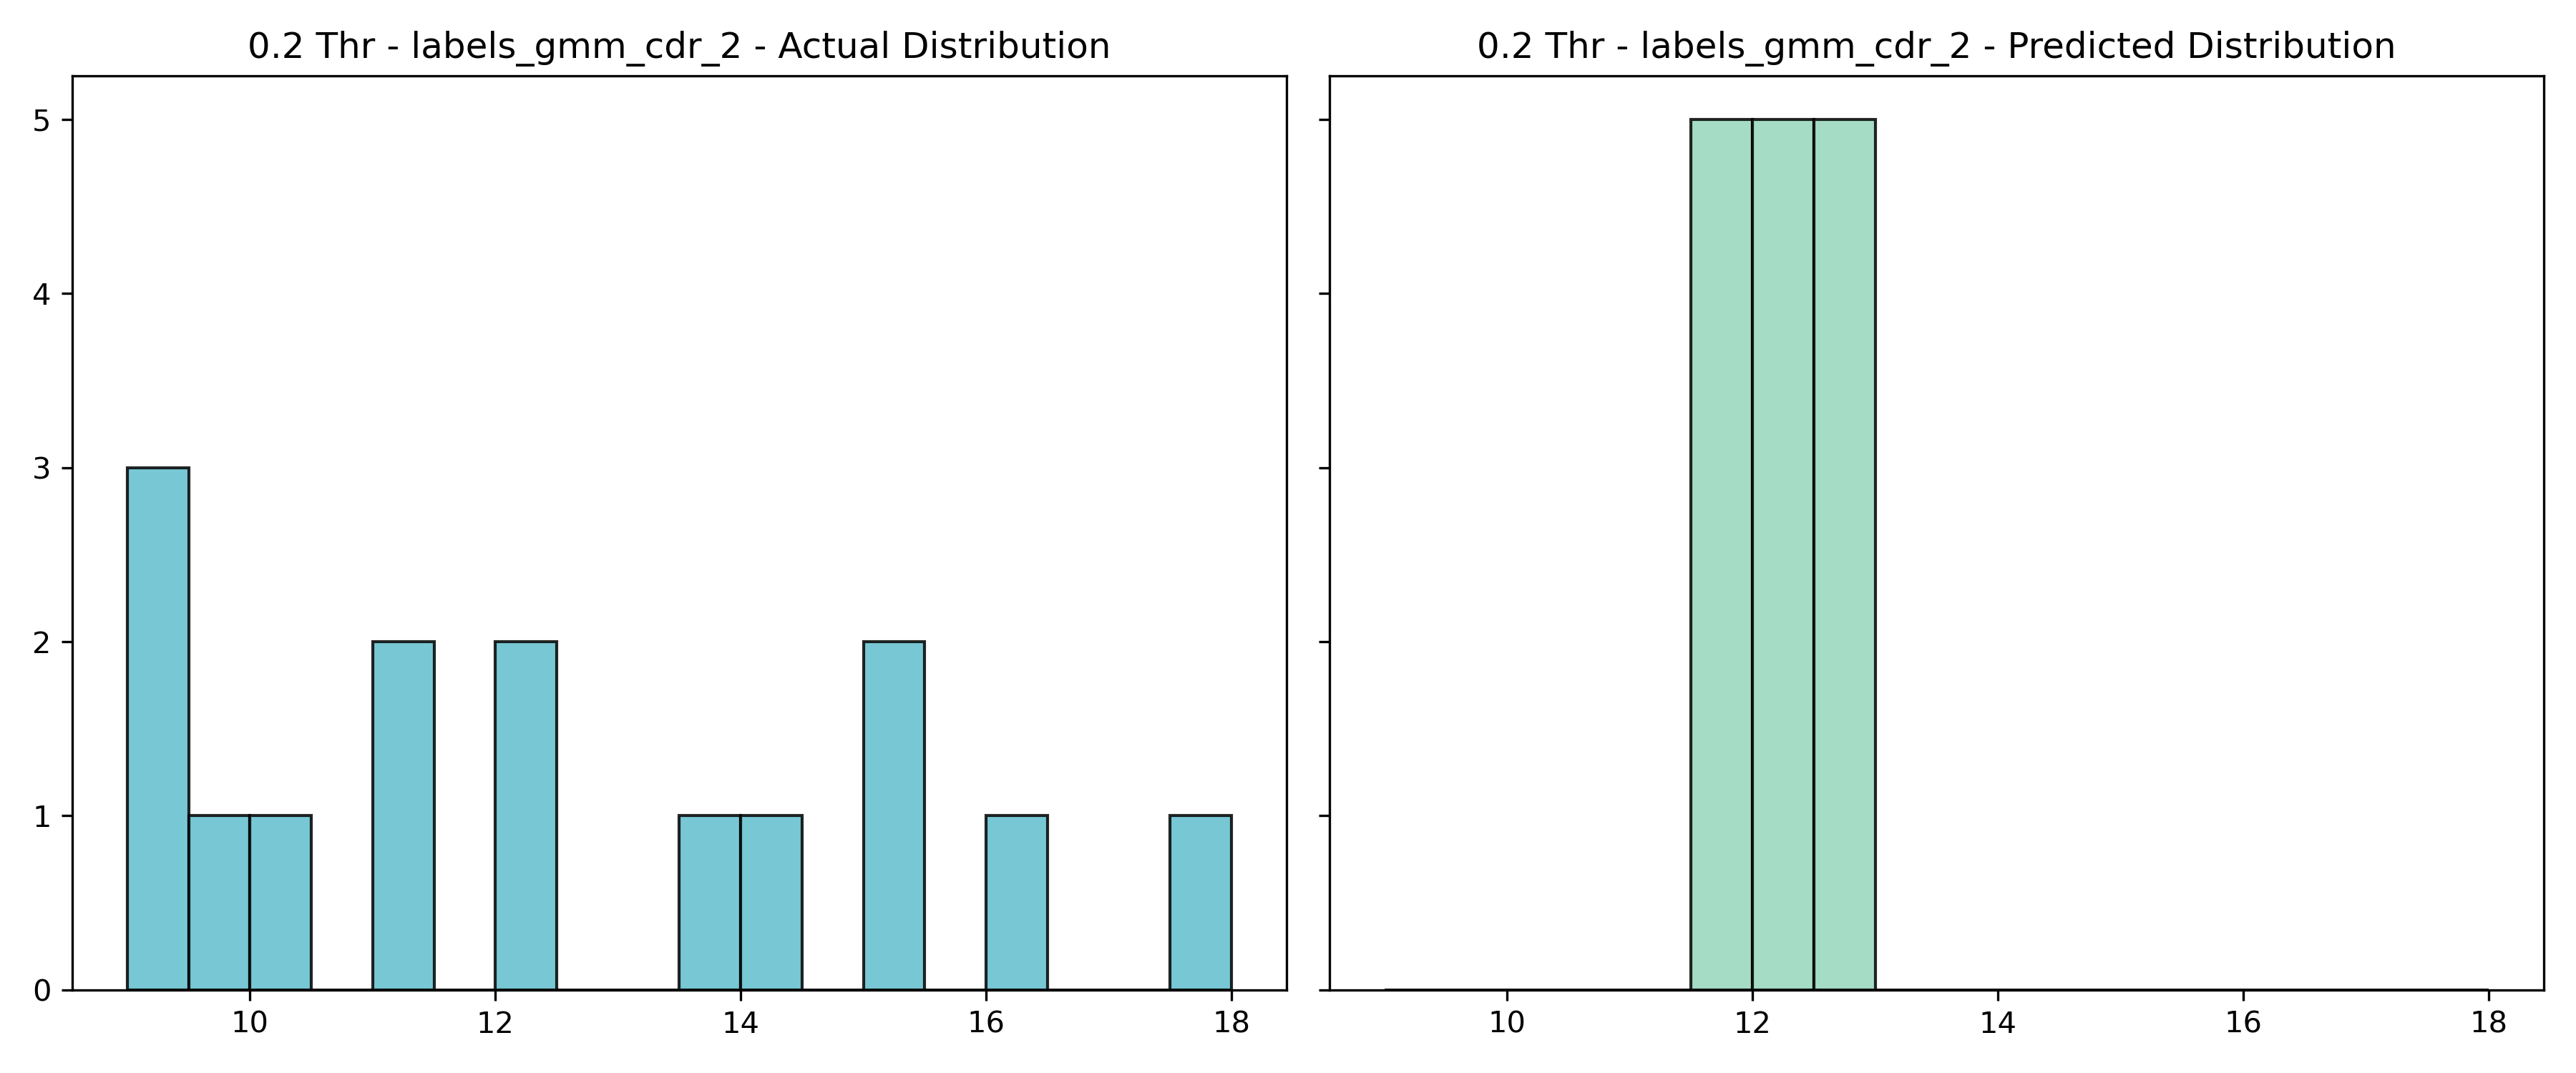 0.2 Thr - labels_gmm_cdr_2 - Actual Distribution
5
4
3
2
1
0
10 12 14 16 18
0.2 Thr - labels_gmm_cdr_2 - Predicted Distribution
10 12 14 16 18